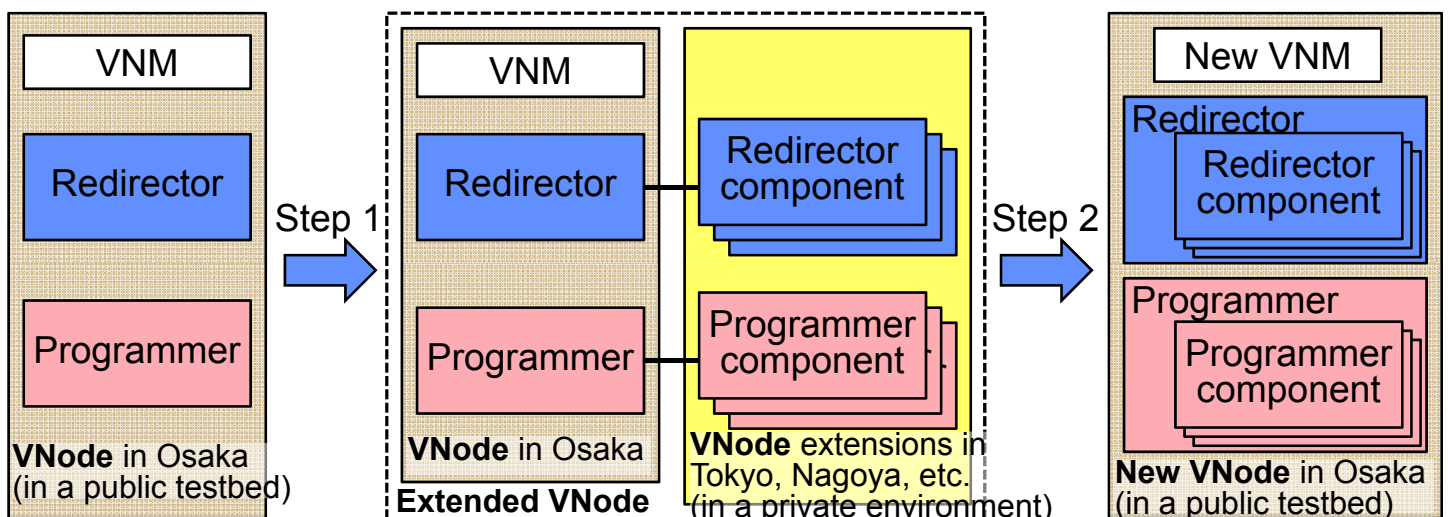 VNM
Redirector
Programmer
VNode in Osaka
(in a public testbed)
Step 1
VNM
Redirector
Programmer
VNode in Osaka
Extended VNode
Redirector
component
Programmer
component
VNode extensions in
Tokyo, Nagoya, etc.
(in a private environment)
Step 2
New VNM
Redirector
Redirector
component
Programmer
Programmer
component
New VNode in Osaka
(in a public testbed)